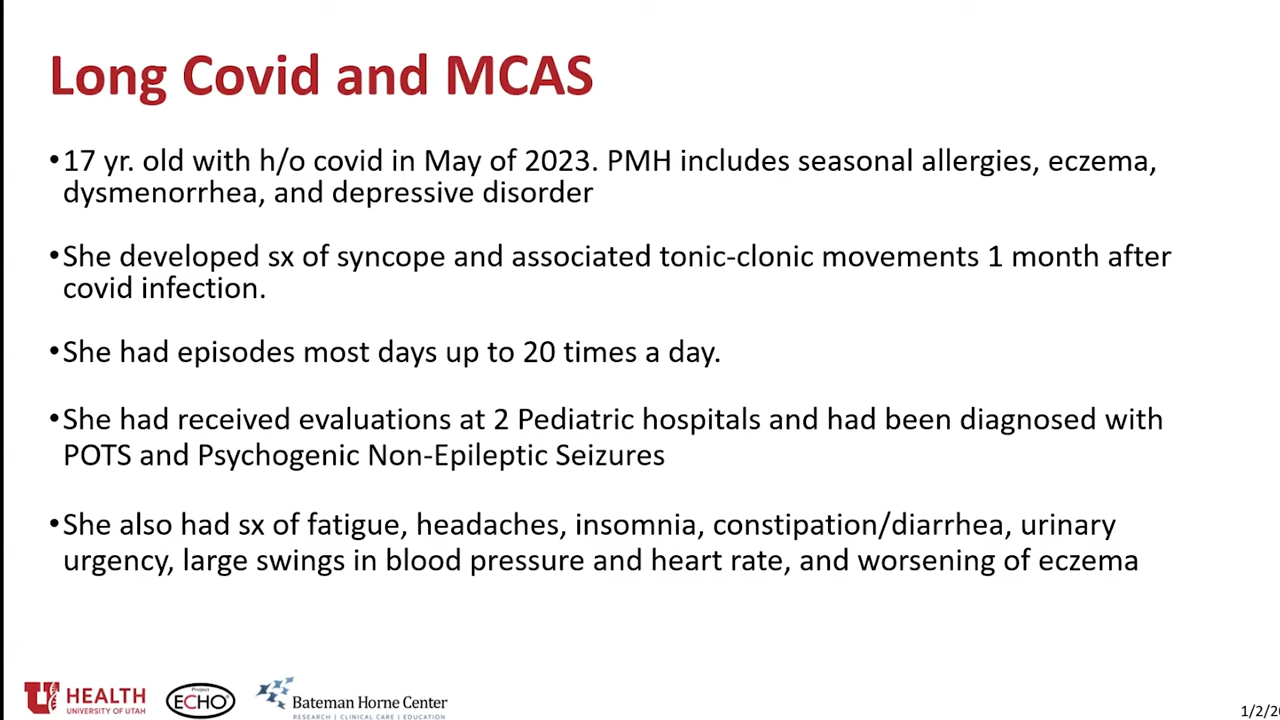 Long Covid and MCAS
•17 yr. old with h/o covid in May of 2023. PMH includes seasonal allergies, eczema,
dysmenorrhea, and depressive disorder
•She developed sx of syncope and associated tonic-clonic movements 1 month after
covid infection.
•She had episodes most days up to 20 times a day.
•She had received evaluations at 2 Pediatric hospitals and had been diagnosed with
POTS and Psychogenic Non-Epileptic Seizures
•She also had sx of fatigue, headaches, insomnia, constipation/diarrhea, urinary
urgency, large swings in blood pressure and heart rate, and worsening of eczema
U HEALTH
UNIVERSITY OF UTAH
Project
ECHO
Bateman Horne Center
RESEARCH | CLINICAL CARE | EDUCATION
1/2/2